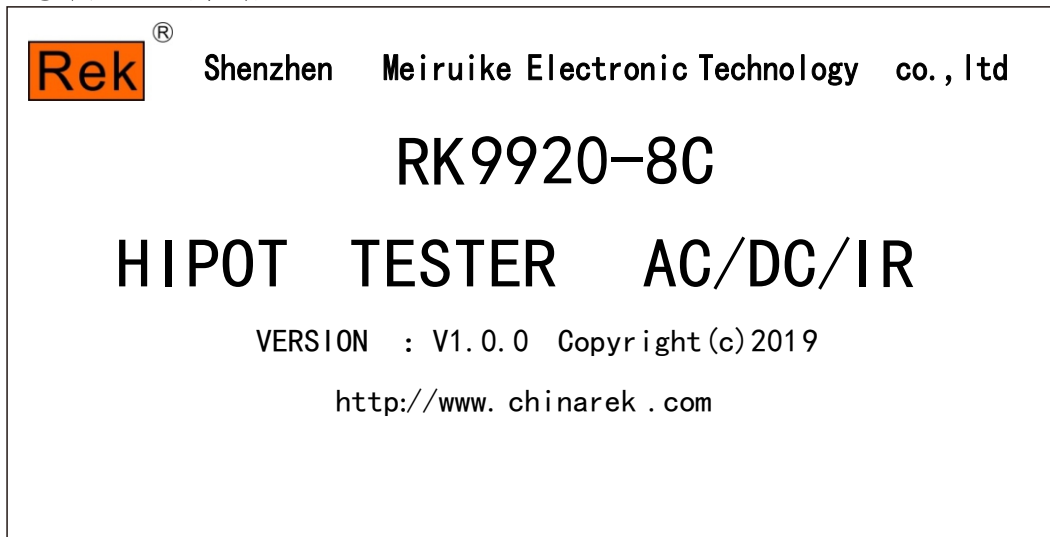 Rek ®
Shenzhen Meiruike Electronic Technology co.,ltd
RK9920-8C
HIPOT TESTER AC/DC/IR
VERSION : V1.0.0 Copyright(c)2019
http://www.chinarek.com